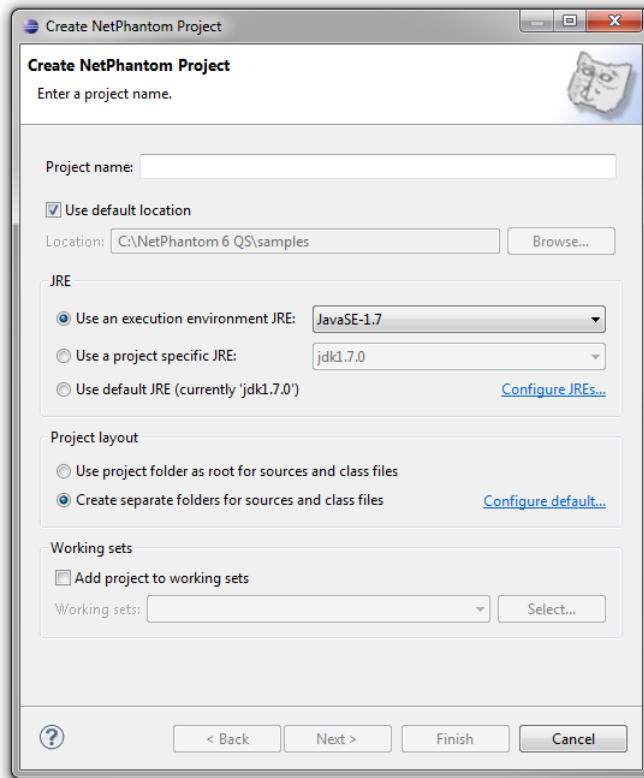 Create NetPhantom Project
Create NetPhantom Project
Enter a project name.
Project name:
Use default location
Location: C:\NetPhantom 6 QS\samples Browse...
JRE
Use an execution environment JRE: JavaSE-1.7
Use a project specific JRE: jdk1.7.0
Use default JRE (currently 'jdk1.7.0') Configure JREs...
Project layout
Use project folder as root for sources and class files
Create separate folders for sources and class files Configure default...
Working sets
Add project to working sets
Working sets: Select...
? < Back Next > Finish Cancel